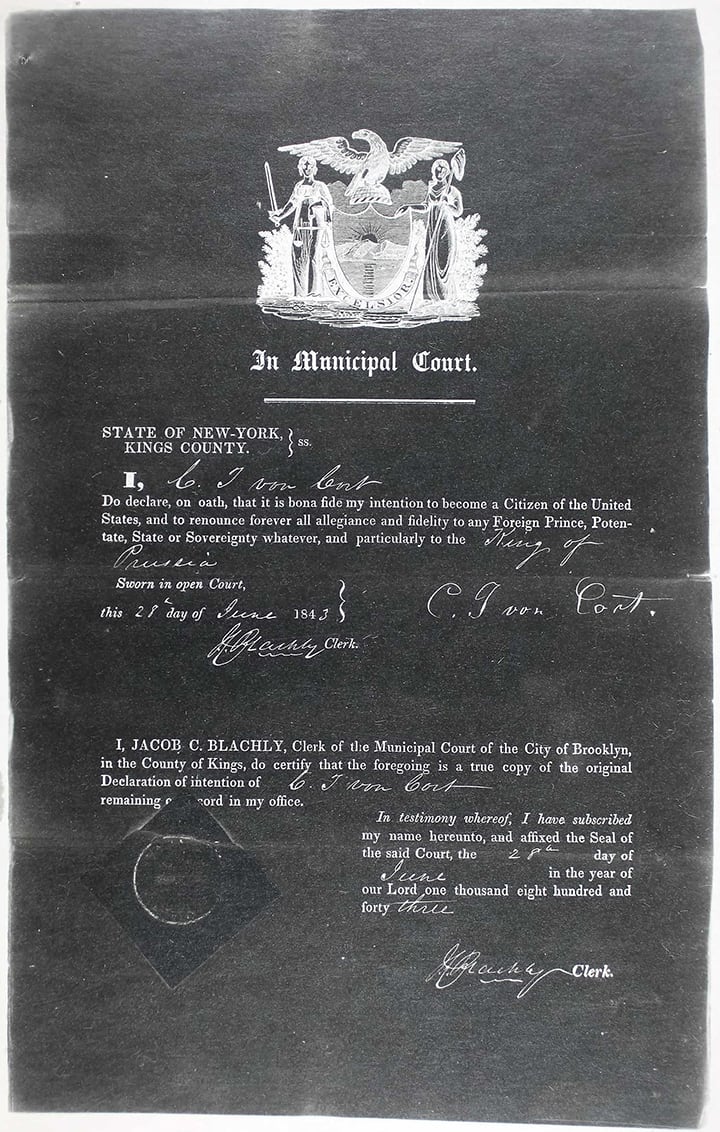 EXCELSIOR
In Municipal Court.
STATE OF NEW-YORK,
KINGS COUNTY. } ss.
I, C. T von Cort
Do declare, on oath, that it is bona fide my intention to become a Citizen of the United
States, and to renounce forever all allegiance and fidelity to any Foreign Prince, Poten-
tate, State or Sovereignty whatever, and particularly to the King of
Prussia
Sworn in open Court,
this 28th day of June 1843 } C. T von Cort.
J C Blachly Clerk.
I, JACOB C. BLACHLY, Clerk of the Municipal Court of the City of Brooklyn,
in the County of Kings, do certify that the foregoing is a true copy of the original
Declaration of intention of C. T von Cort
remaining o cord in my office.
In testimony whereof, I have subscribed
my name hereunto, and affixed the Seal of
the said Court, the 28th day of
June in the year of
our Lord one thousand eight hundred and
forty three
J C Blachly Clerk.